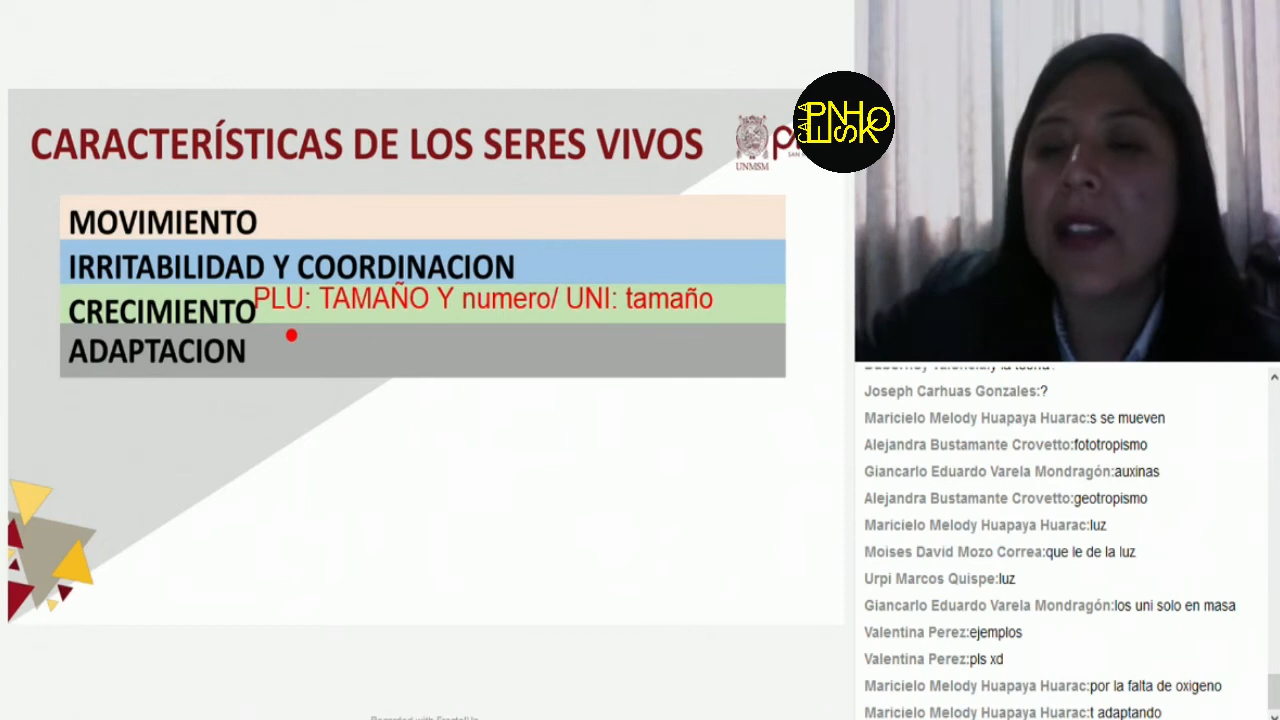 CARACTERÍSTICAS DE LOS SERES VIVOS
UNMSM
CALA
PNHO
ESK
MOVIMIENTO
IRRITABILIDAD Y COORDINACION
CRECIMIENTO
PLU: TAMAÑO Y numero/ UNI: tamaño
ADAPTACION
Joseph Carhuas Gonzales:?
Maricielo Melody Huapaya Huarac:s se mueven
Alejandra Bustamante Crovetto:fototropismo
Giancarlo Eduardo Varela Mondragón:auxinas
Alejandra Bustamante Crovetto:geotropismo
Maricielo Melody Huapaya Huarac:luz
Moises David Mozo Correa:que le de la luz
Urpi Marcos Quispe:luz
Giancarlo Eduardo Varela Mondragón:los uni solo en masa
Valentina Perez:ejemplos
Valentina Perez:pls xd
Maricielo Melody Huapaya Huarac:por la falta de oxigeno
Maricielo Melody Huapaya Huarac:t adaptando